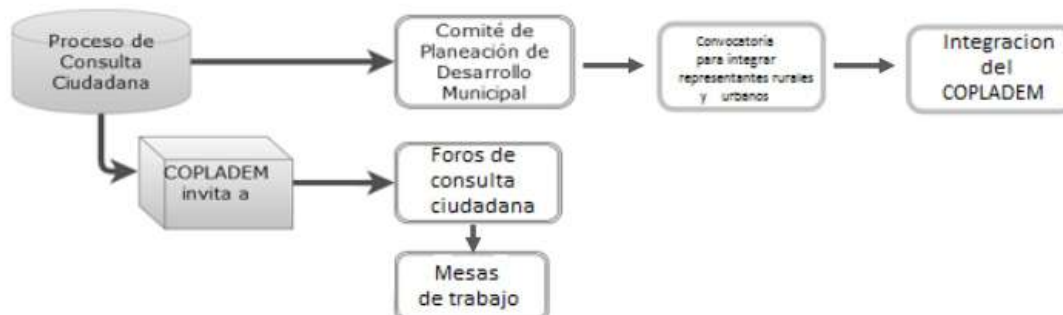 Proceso de
Consulta
Ciudadana
Comité de
Planeación de
Desarrollo
Municipal
Convocatoria
para integrar
representantes rurales
y urbanos
Integracion
del
COPLADEM
COPLADEM
invita a
Foros de
consulta
ciudadana
Mesas
de trabajo